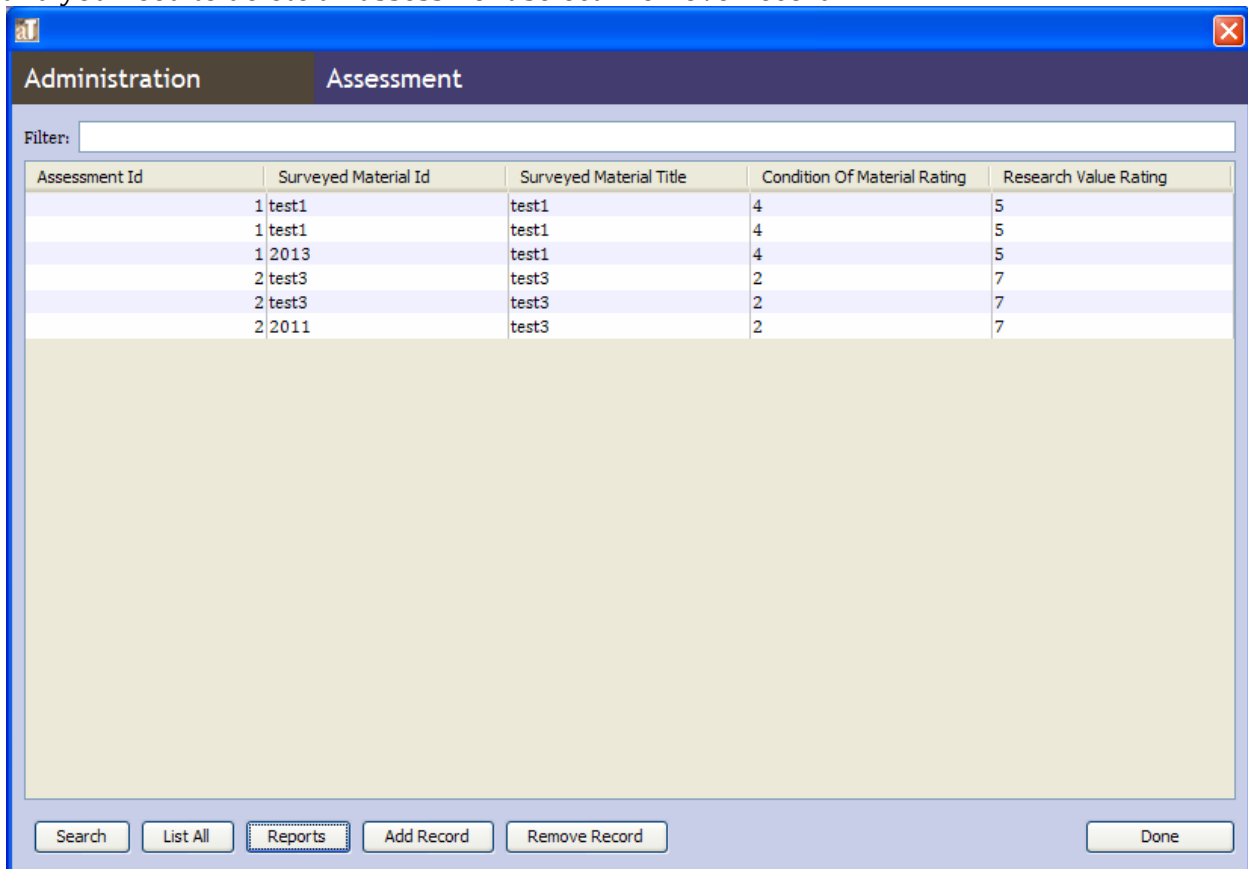 aT
Administration Assessment
Filter:
Assessment Id Surveyed Material Id Surveyed Material Title Condition Of Material Rating Research Value Rating
1 test1 test1 4 5
1 test1 test1 4 5
1 2013 test1 4 5
2 test3 test3 2 7
2 test3 test3 2 7
2 2011 test3 2 7
Search List All Reports Add Record Remove Record Done